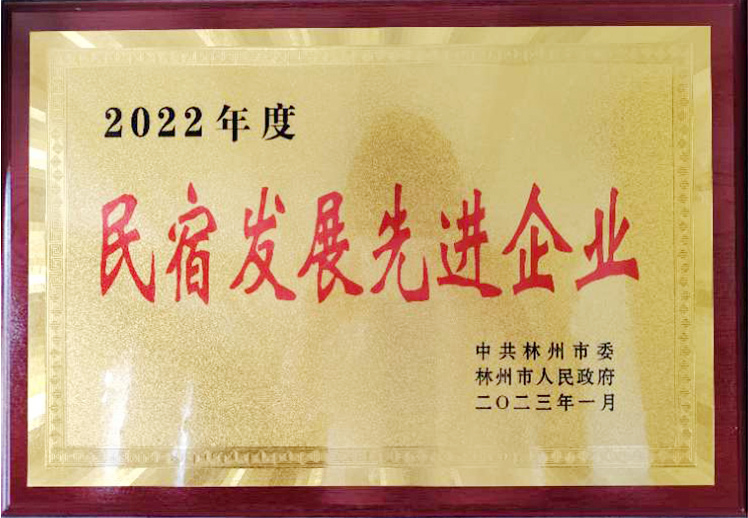 2022年度
民宿发展先进企业
中共林州市委
林州市人民政府
二〇二三年一月